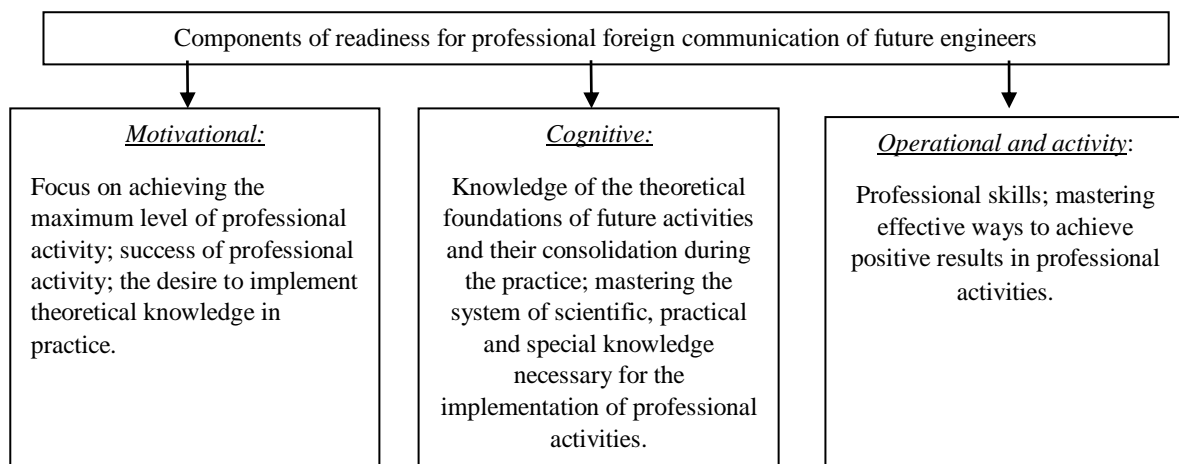 Components of readiness for professional foreign communication of future engineers
Motivational:
Focus on achieving the
maximum level of professional
activity; success of professional
activity; the desire to implement
theoretical knowledge in
practice.
Cognitive:
Knowledge of the theoretical
foundations of future activities
and their consolidation during
the practice; mastering the
system of scientific, practical
and special knowledge
necessary for the
implementation of professional
activities.
Operational and activity:
Professional skills; mastering
effective ways to achieve
positive results in professional
activities.